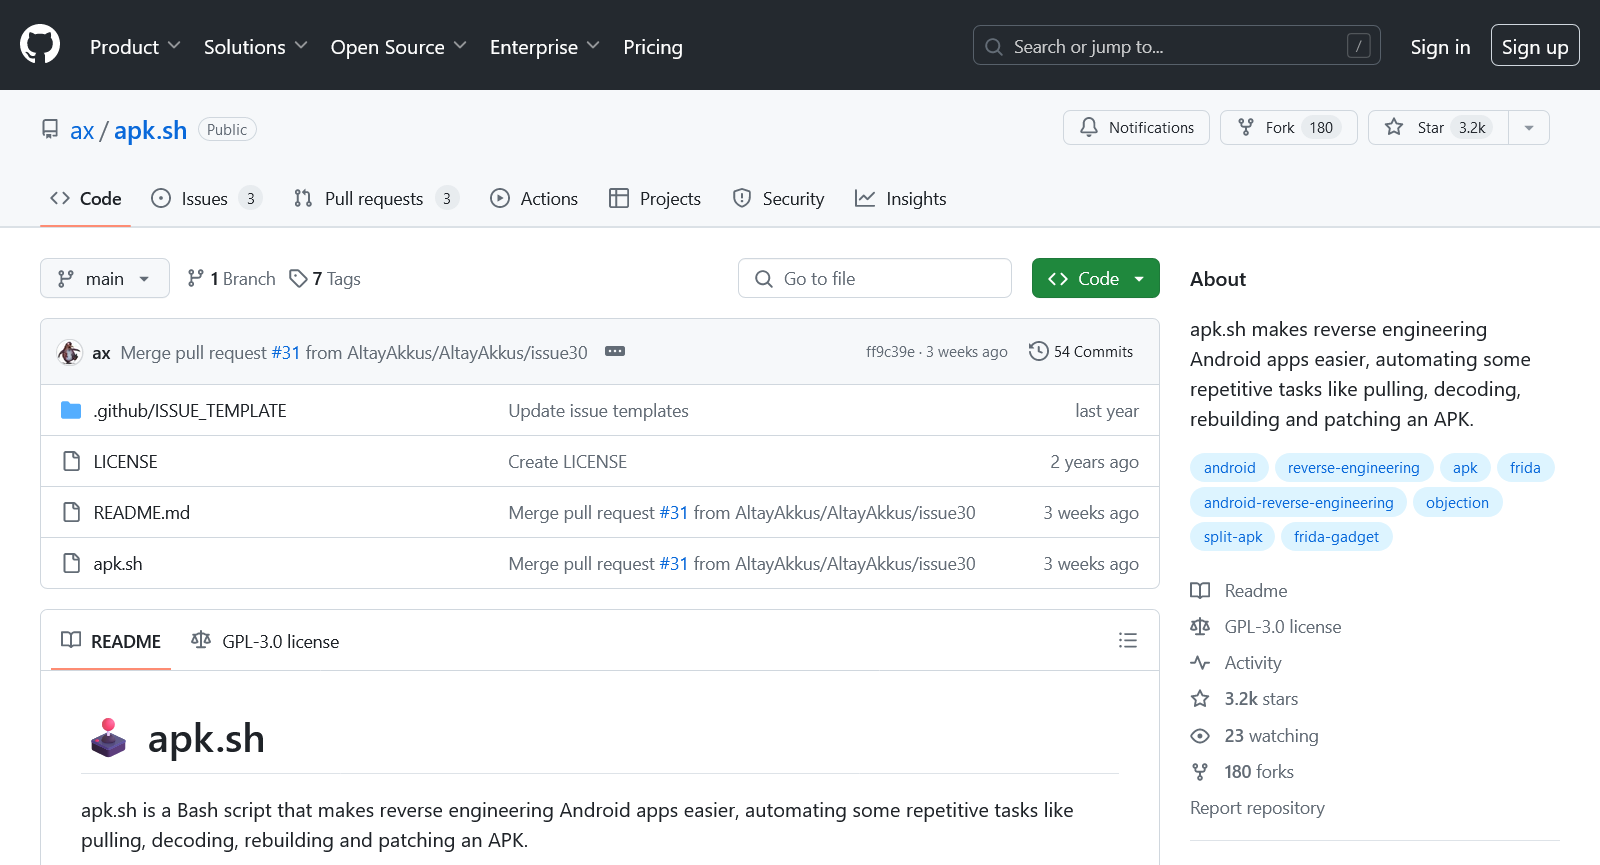 Product Solutions Open Source Enterprise Pricing Search or jump to... / Sign in Sign up
ax / apk.sh Public Notifications Fork 180 Star 3.2k
Code Issues 3 Pull requests 3 Actions Projects Security Insights
main 1 Branch 7 Tags Go to file Code
ax Merge pull request #31 from AltayAkkus/AltayAkkus/issue30 ff9c39e · 3 weeks ago 54 Commits
.github/ISSUE_TEMPLATE Update issue templates last year
LICENSE Create LICENSE 2 years ago
README.md Merge pull request #31 from AltayAkkus/AltayAkkus/issue30 3 weeks ago
apk.sh Merge pull request #31 from AltayAkkus/AltayAkkus/issue30 3 weeks ago
README GPL-3.0 license
apk.sh
apk.sh is a Bash script that makes reverse engineering Android apps easier, automating some repetitive tasks like
pulling, decoding, rebuilding and patching an APK.
About
apk.sh makes reverse engineering
Android apps easier, automating some
repetitive tasks like pulling, decoding,
rebuilding and patching an APK.
android reverse-engineering apk frida
android-reverse-engineering objection
split-apk frida-gadget
Readme
GPL-3.0 license
Activity
3.2k stars
23 watching
180 forks
Report repository